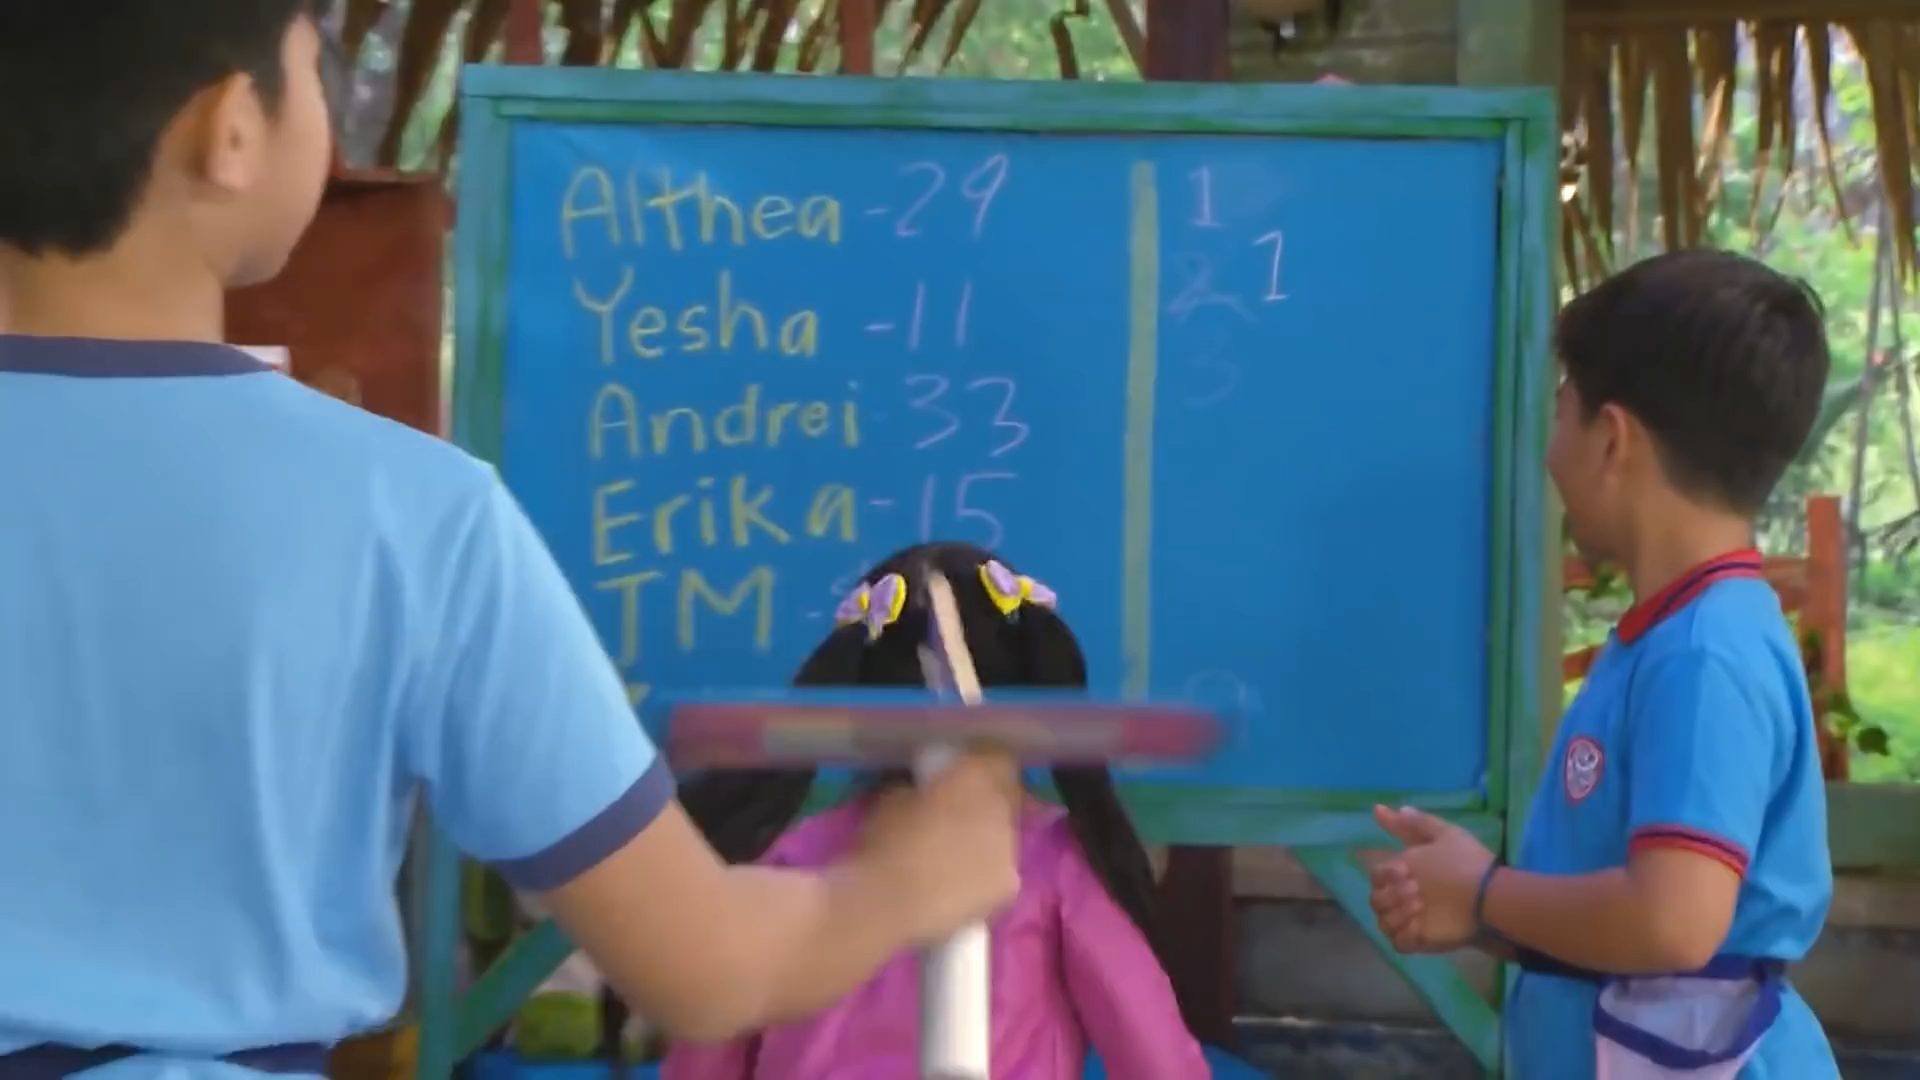 Althea - 29
Yesha - 11
Andrei - 33
Erika - 15
JM -
1
2 1
3